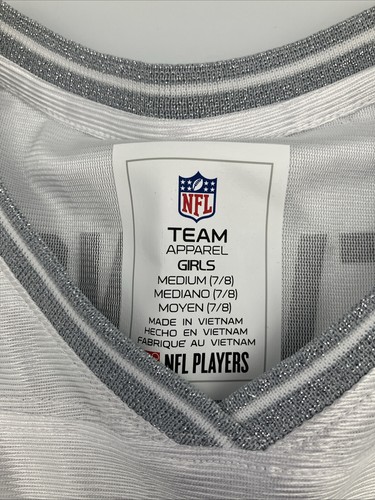 NFL
TEAM
APPAREL
GIRLS
MEDIUM (7/8)
MEDIANO (7/8)
MOYEN (7/8)
MADE IN VIETNAM
HECHO EN VIETNAM
FABRIQUE AU VIETNAM
NFL PLAYERS